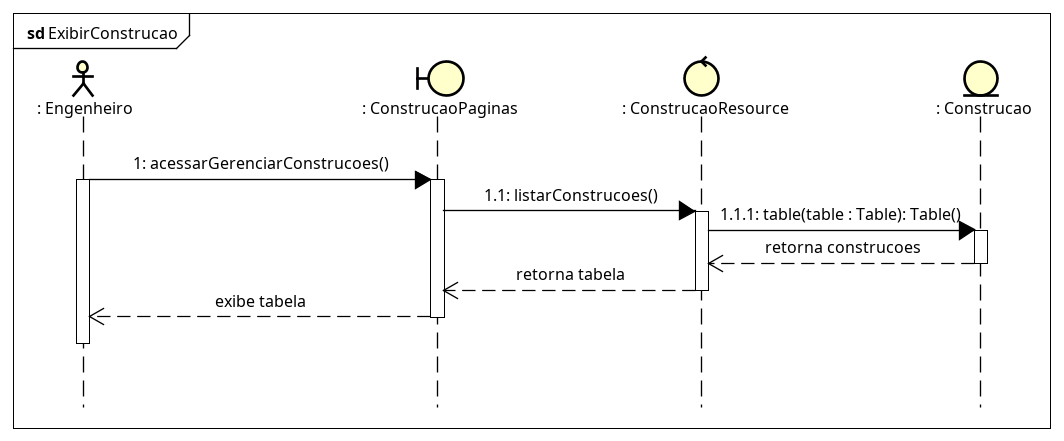 sd ExibirConstrucao
: Engenheiro
: ConstrucaoPaginas
: ConstrucaoResource
: Construcao
1: acessarGerenciarConstrucoes()
1.1: listarConstrucoes()
1.1.1: table(table : Table): Table()
retorna construcoes
retorna tabela
exibe tabela